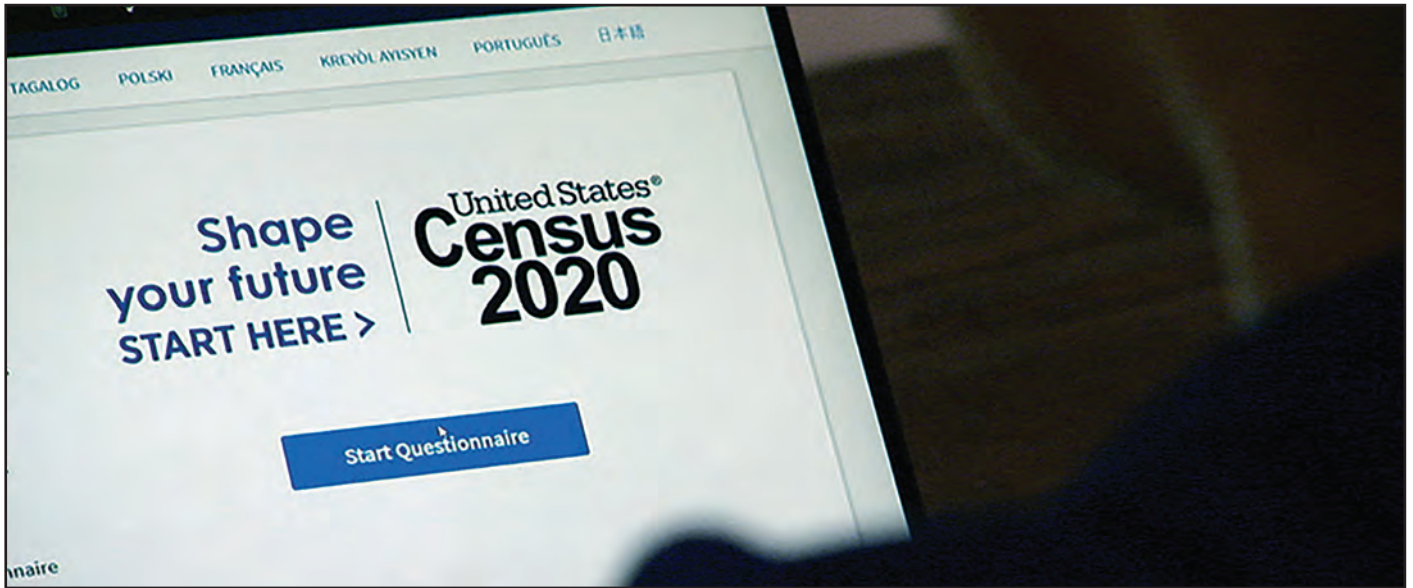 TAGALOG POLSKI FRANÇAIS KREYÒL AYISYEN PORTUGUÊS 日本語
Shape
your future
START HERE >
United States®
Census
2020
Start Questionnaire
nnaire